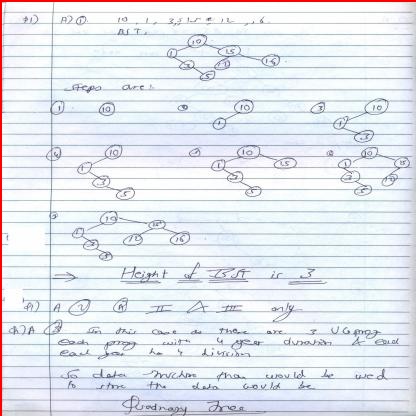 Q1) A) ① 10, 1, 3, 5, 15, 12, 16.
BST.
10
1 15
3 12 16
5
steps are:
① 10 ② 10 ③ 10
1 1
3
④ 10 ⑤ 10 ⑥ 10
1 1 15 1 15
3 3 3 12
5 5 5
⑦ 10
1 15
3 12 16
5
→ Height of BST is 3
Q1) A ② (A) II & III only
Q1) A ③ In this case as there are 3 UG prog
each prog with 4 year duration & each
each year has 4 division
So data structure that would be used
to store the data would be
Quadnary Tree